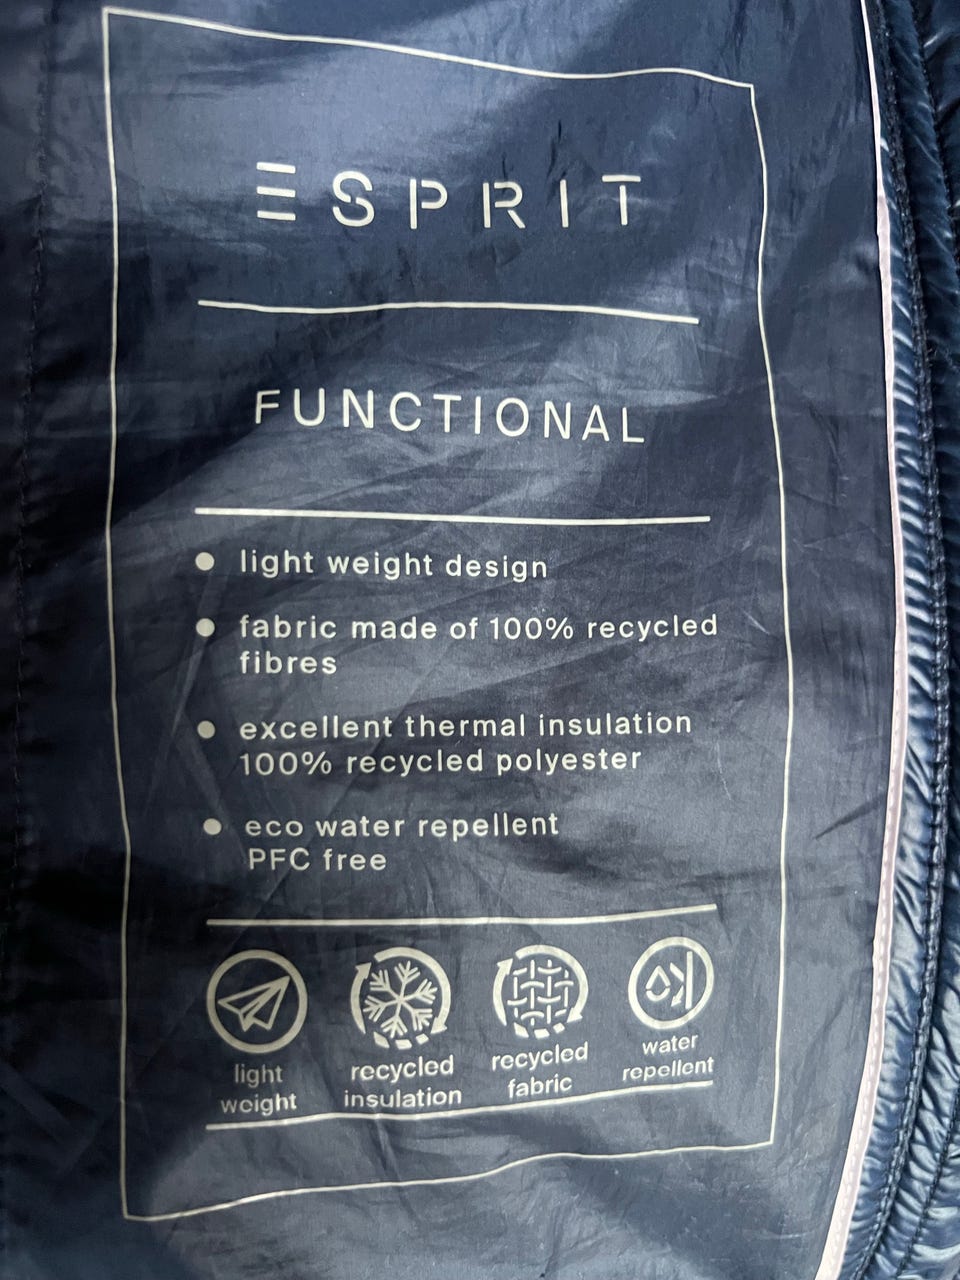 ESPRIT
FUNCTIONAL
● light weight design
● fabric made of 100% recycled
fibres
● excellent thermal insulation
100% recycled polyester
● eco water repellent
PFC free
light
weight
recycled
insulation
recycled
fabric
water
repellent